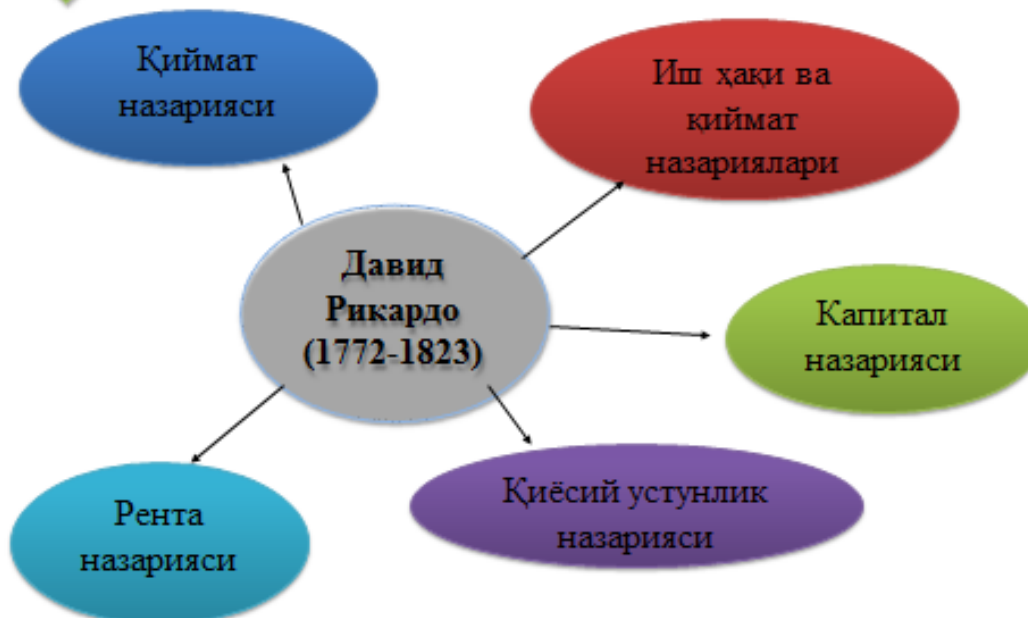 Қиймат
назарияси
Иш ҳақи ва
қиймат
назариялари
Давид
Рикардо
(1772-1823)
Капитал
назарияси
Қиёсий устунлик
назарияси
Рента
назарияси